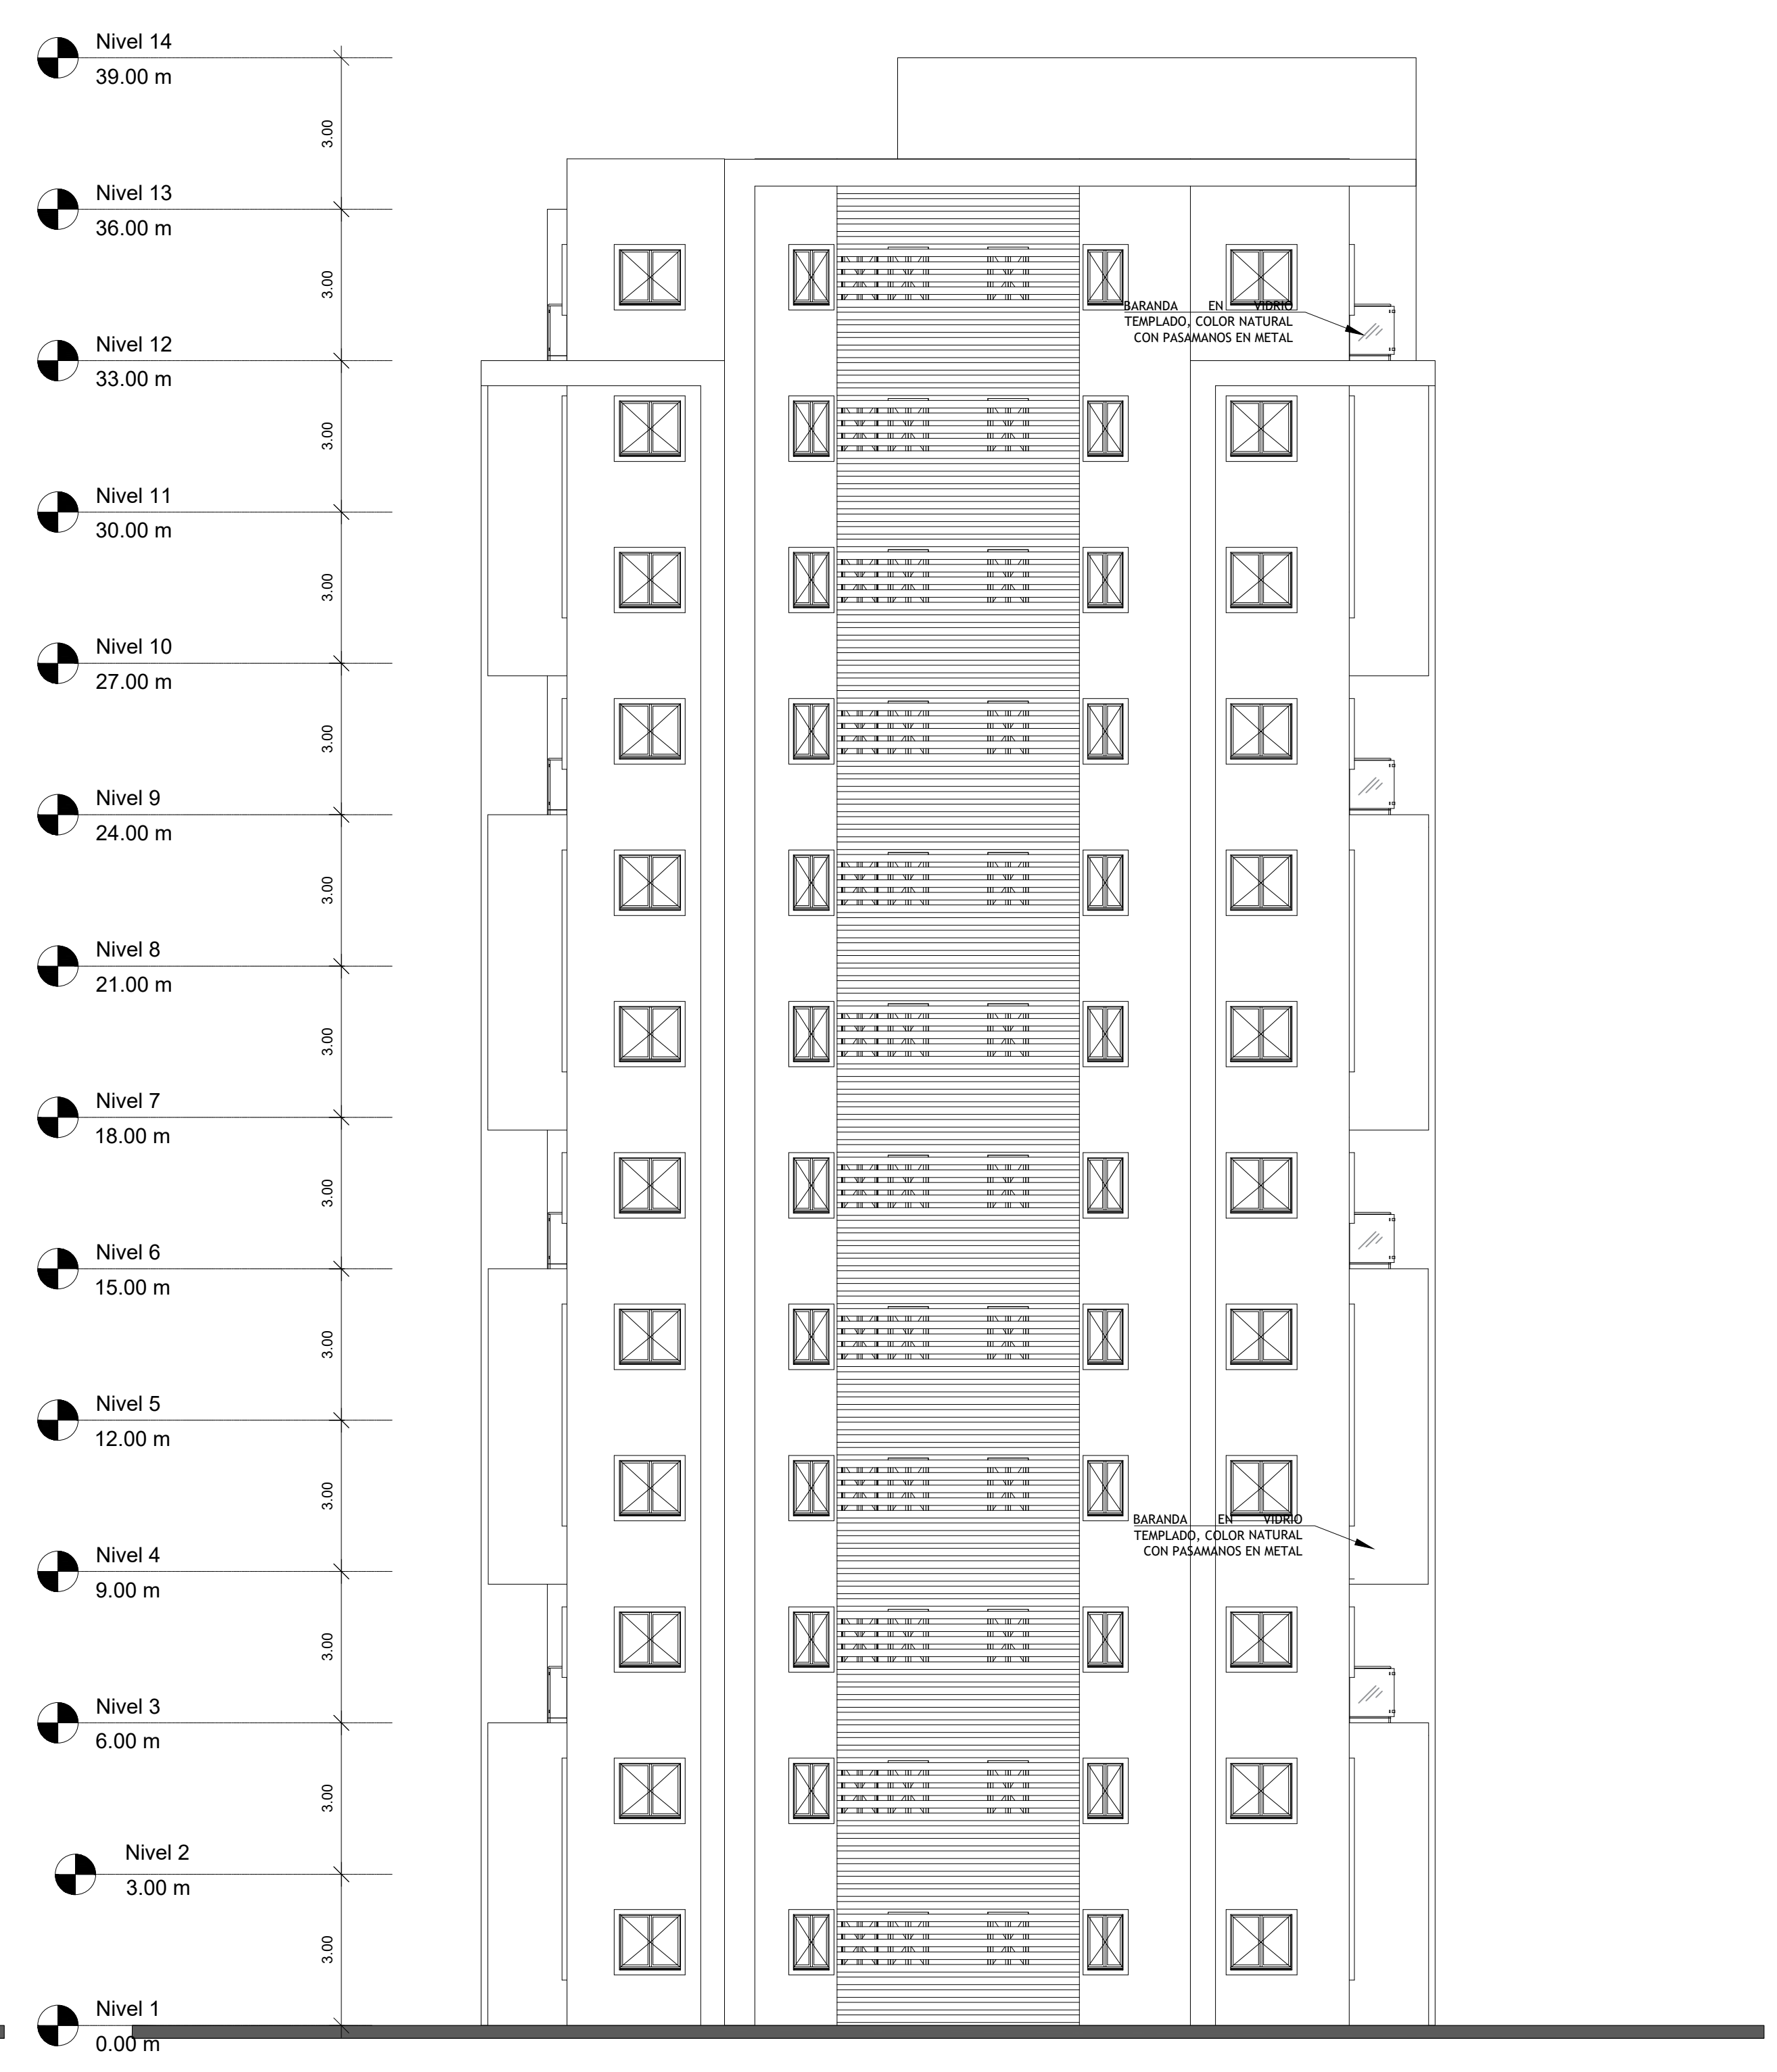 Nivel 14
39.00 m
3.00
Nivel 13
36.00 m
3.00
BARANDA EN VIDRIO
TEMPLADO, COLOR NATURAL
CON PASAMANOS EN METAL
Nivel 12
33.00 m
3.00
Nivel 11
30.00 m
3.00
Nivel 10
27.00 m
3.00
Nivel 9
24.00 m
3.00
Nivel 8
21.00 m
3.00
Nivel 7
18.00 m
3.00
Nivel 6
15.00 m
3.00
Nivel 5
12.00 m
3.00
BARANDA EN VIDRIO
TEMPLADO, COLOR NATURAL
CON PASAMANOS EN METAL
Nivel 4
9.00 m
3.00
Nivel 3
6.00 m
3.00
Nivel 2
3.00 m
3.00
Nivel 1
0.00 m